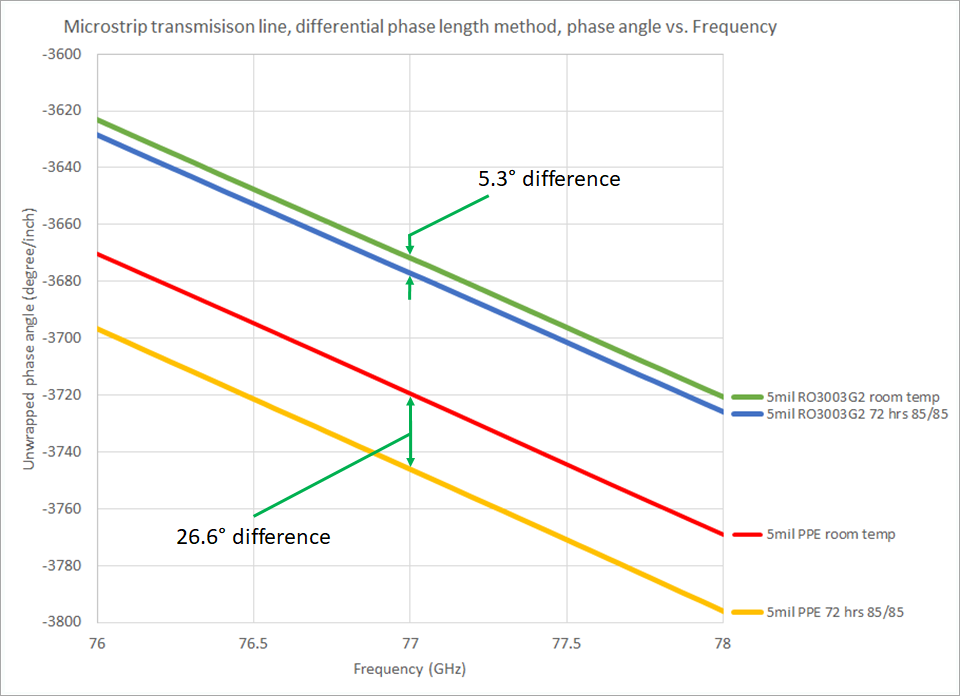 Microstrip transmisison line, differential phase length method, phase angle vs. Frequency
-3600
-3620
-3640
-3660
-3680
-3700
-3720
-3740
-3760
-3780
-3800
Unwrapped phase angle (degree/inch)
5.3° difference
26.6° difference
5mil RO3003G2 room temp
5mil RO3003G2 72 hrs 85/85
5mil PPE room temp
5mil PPE 72 hrs 85/85
76
76.5
77
77.5
78
Frequency (GHz)